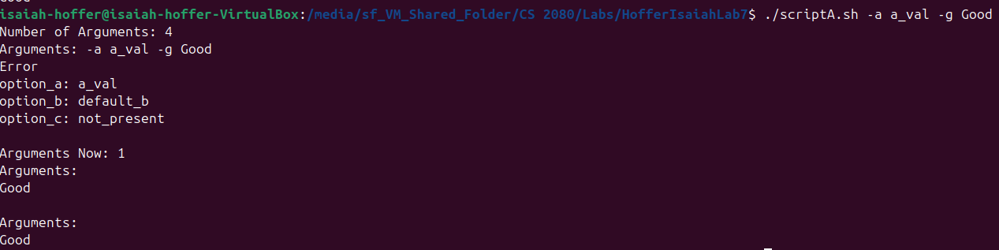 Good
isaiah-hoffer@isaiah-hoffer-VirtualBox:/media/sf_VM_Shared_Folder/CS 2080/Labs/HofferIsaiahLab7$ ./scriptA.sh -a a_val -g Good
Number of Arguments: 4
Arguments: -a a_val -g Good
Error
option_a: a_val
option_b: default_b
option_c: not_present
Arguments Now: 1
Arguments:
Good
Arguments:
Good